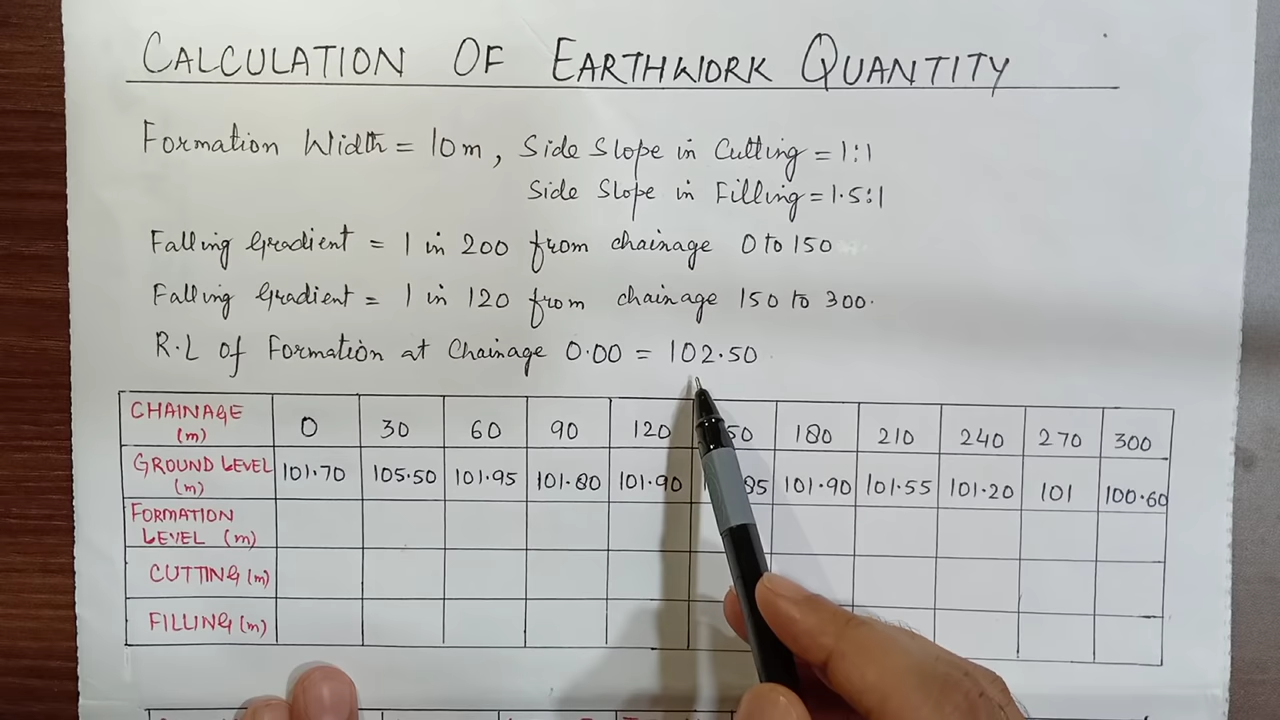 CALCULATION OF EARTHWORK QUANTITY
Formation Width = 10m, Side Slope in Cutting = 1:1
Side Slope in Filling = 1.5:1
Falling Gradient = 1 in 200 from chainage 0 to 150
Falling Gradient = 1 in 120 from chainage 150 to 300.
R.L of Formation at Chainage 0.00 = 102.50
CHAINAGE (m) 0 30 60 90 120 50 180 210 240 270 300
GROUND LEVEL (m) 101.70 105.50 101.95 101.80 101.90 85 101.90 101.55 101.20 101 100.60
FORMATION LEVEL (m)
CUTTING (m)
FILLING (m)